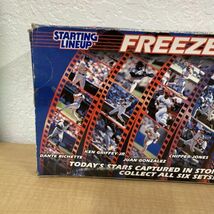 STARTING
LINEUP
FREEZE
DANTE BICHETTE
KEN GRIFFEY JR.
JUAN GONZALEZ
CHIPPER JONES
TODAY'S STARS CAPTURED IN STO
COLLECT ALL SIX SETS!